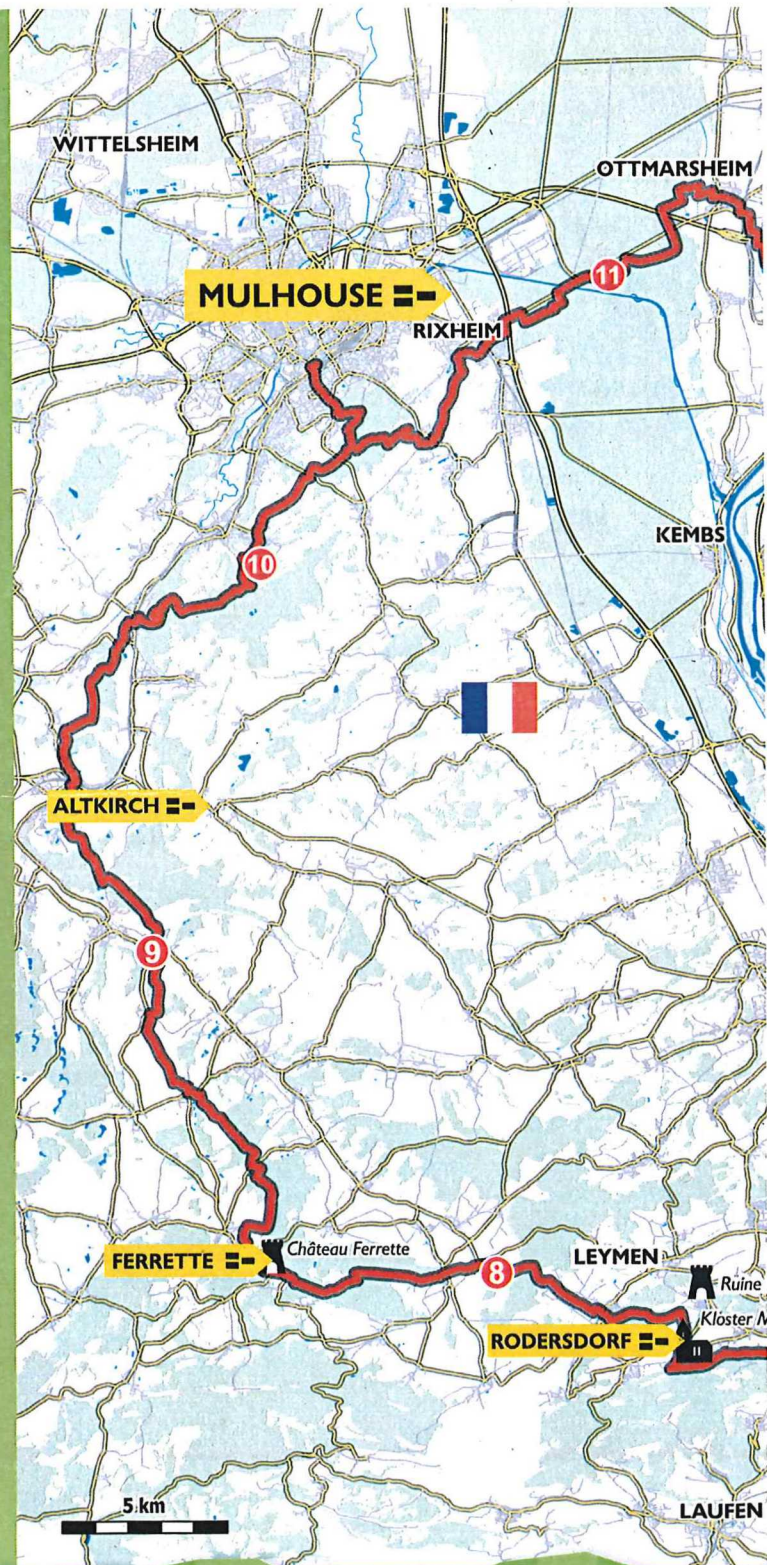 WITTELSHEIM
OTTMARSHEIM
11
MULHOUSE
RIXHEIM
KEMBS
10
ALTKIRCH
9
Château Ferrette
FERRETTE
8
LEYMEN
Ruine
Kloster M
RODERSDORF
5 km
LAUFEN